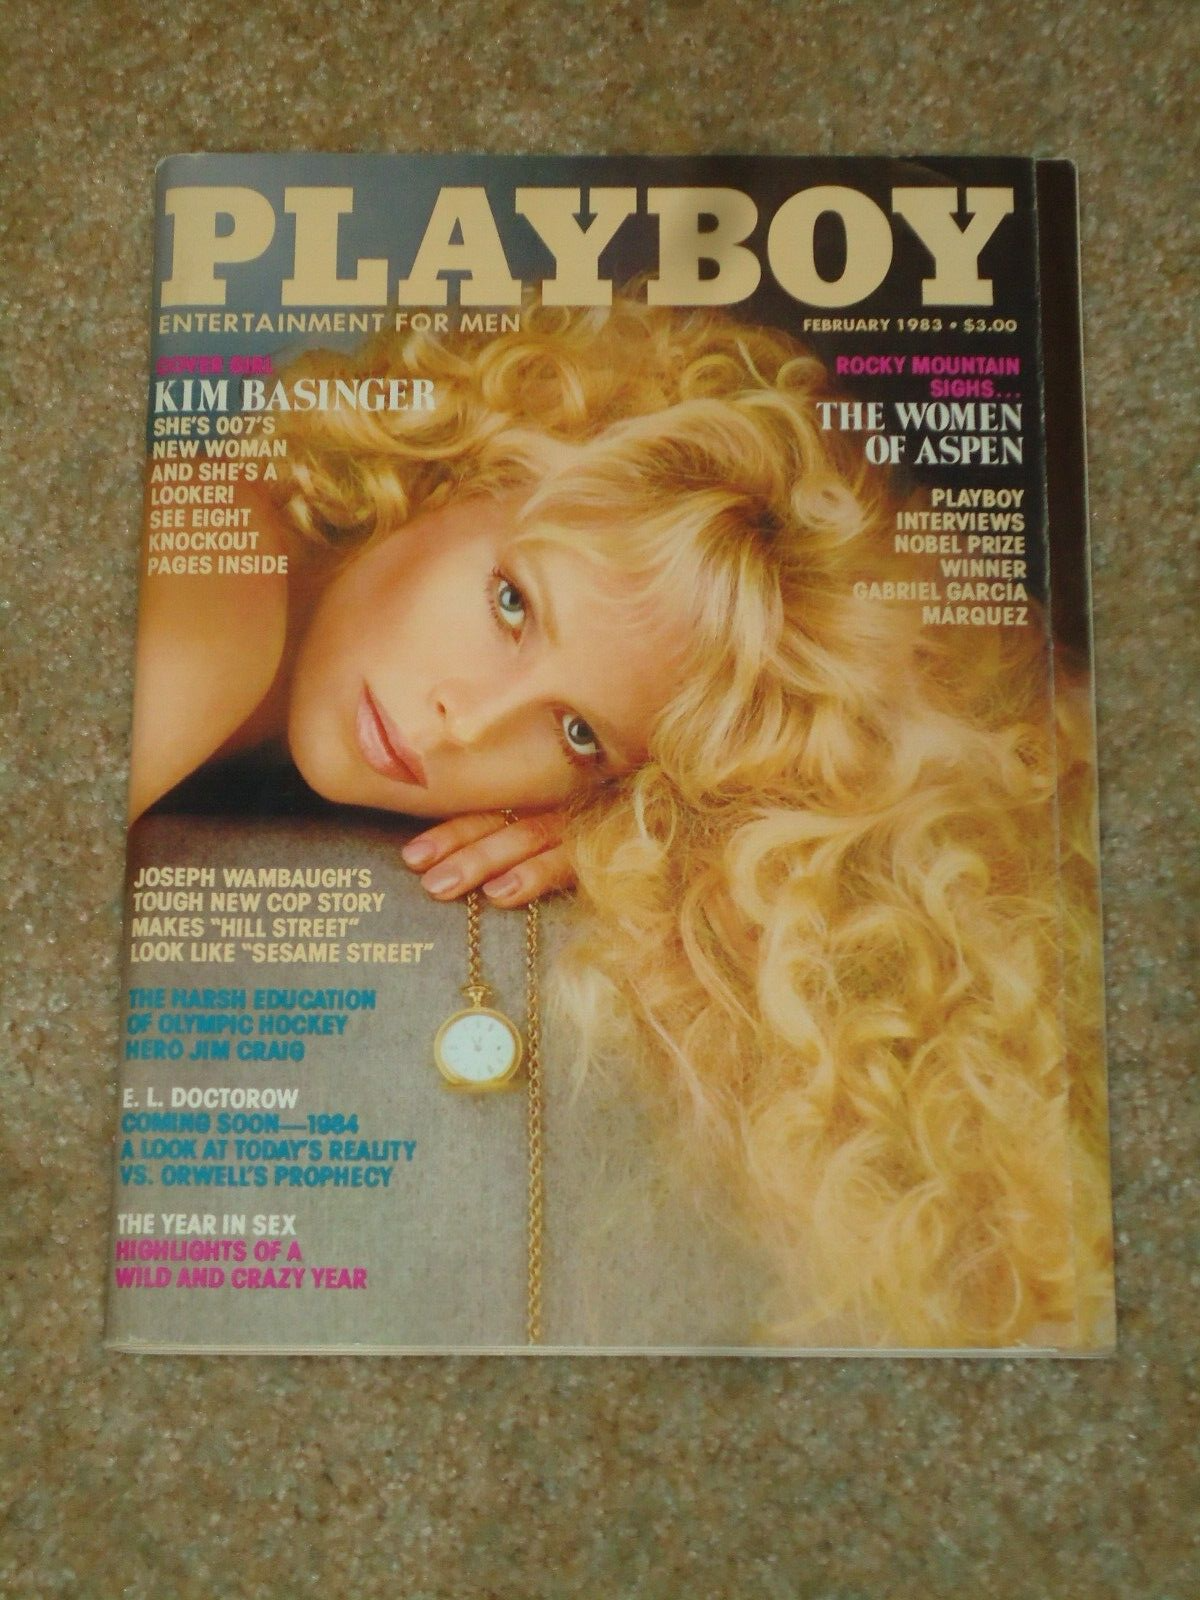 PLAYBOY
ENTERTAINMENT FOR MEN
FEBRUARY 1983 • $3.00
COVER GIRL
KIM BASINGER
SHE'S 007'S
NEW WOMAN
AND SHE'S A
LOOKER!
SEE EIGHT
KNOCKOUT
PAGES INSIDE
ROCKY MOUNTAIN
SIGHS...
THE WOMEN
OF ASPEN
PLAYBOY
INTERVIEWS
NOBEL PRIZE
WINNER
GABRIEL GARCÍA
MÁRQUEZ
JOSEPH WAMBAUGH'S
TOUGH NEW COP STORY
MAKES "HILL STREET"
LOOK LIKE "SESAME STREET"
THE HARSH EDUCATION
OF OLYMPIC HOCKEY
HERO JIM CRAIG
E. L. DOCTOROW
COMING SOON—1984
A LOOK AT TODAY'S REALITY
VS. ORWELL'S PROPHECY
THE YEAR IN SEX
HIGHLIGHTS OF A
WILD AND CRAZY YEAR